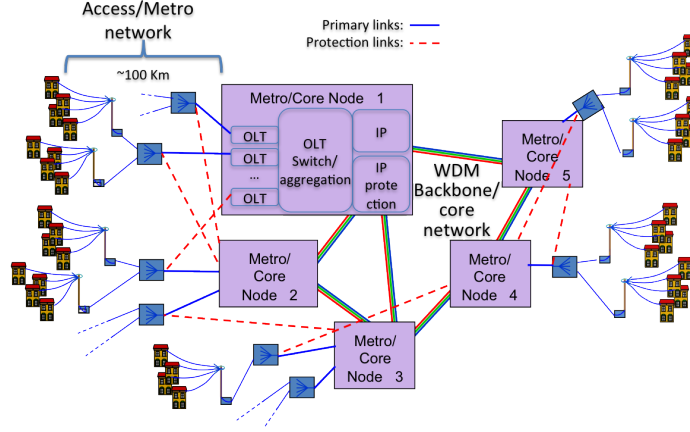 Access/Metro
network
~100 Km
Primary links:
Protection links:
Metro/Core Node 1
OLT
OLT
...
OLT
OLT
Switch/
aggregation
IP
IP
prote
ction
WDM
Backbone/
core
network
Metro/
Core
Node 5
Metro/
Core
Node 2
Metro/
Core
Node 4
Metro/
Core
Node 3